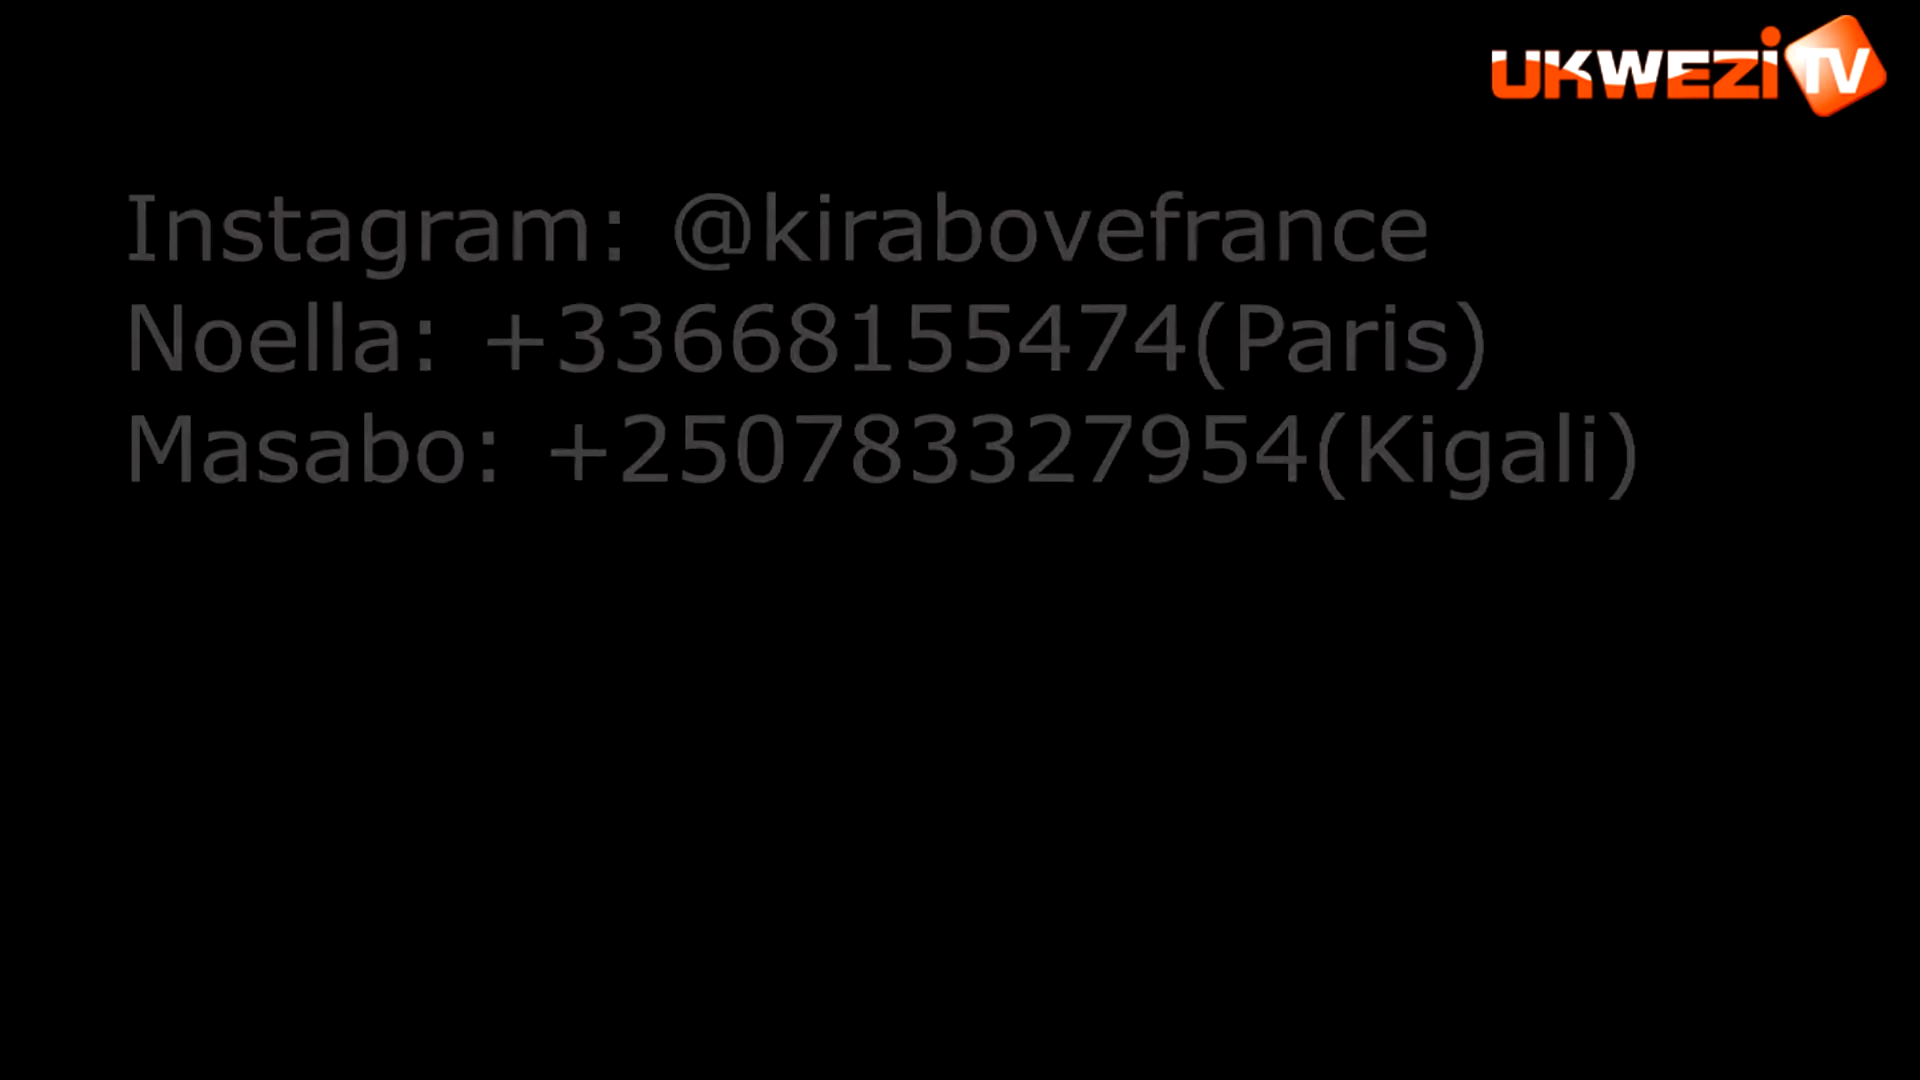 UKWEZI TV
Instagram: @kirabovefrance
Noella: +33668155474(Paris)
Masabo: +250783327954(Kigali)